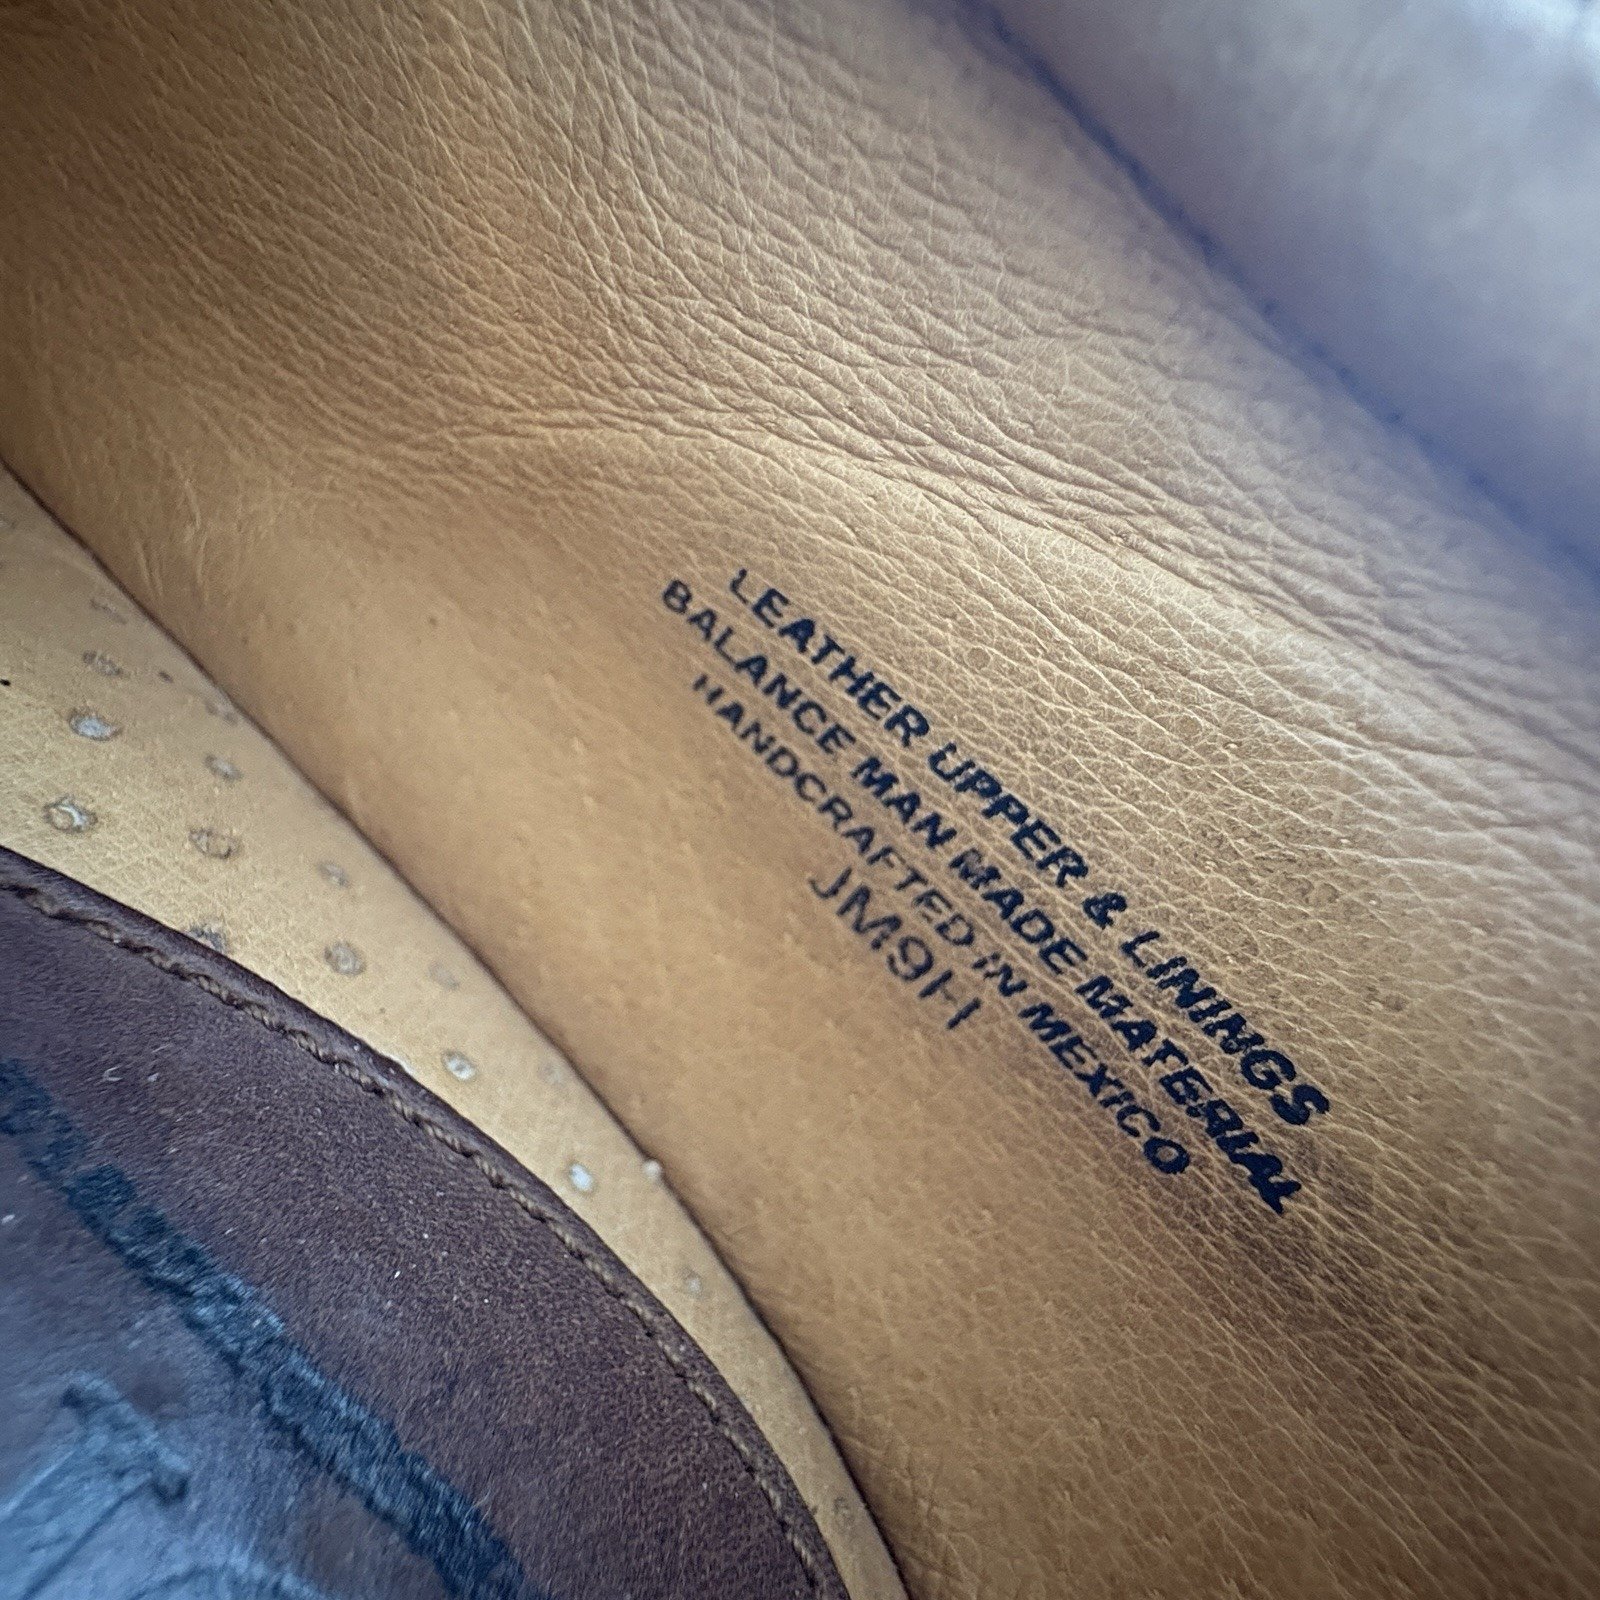 LEATHER UPPER & LININGS
BALANCE MAN MADE MATERIAL
HANDCRAFTED IN MEXICO
JM9H